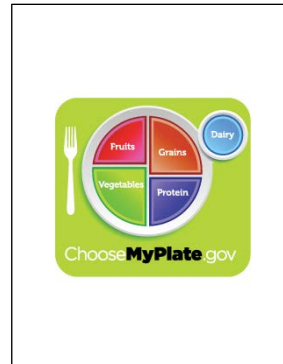 Dairy
Fruits
Grains
Vegetables
Protein
ChooseMyPlate.gov